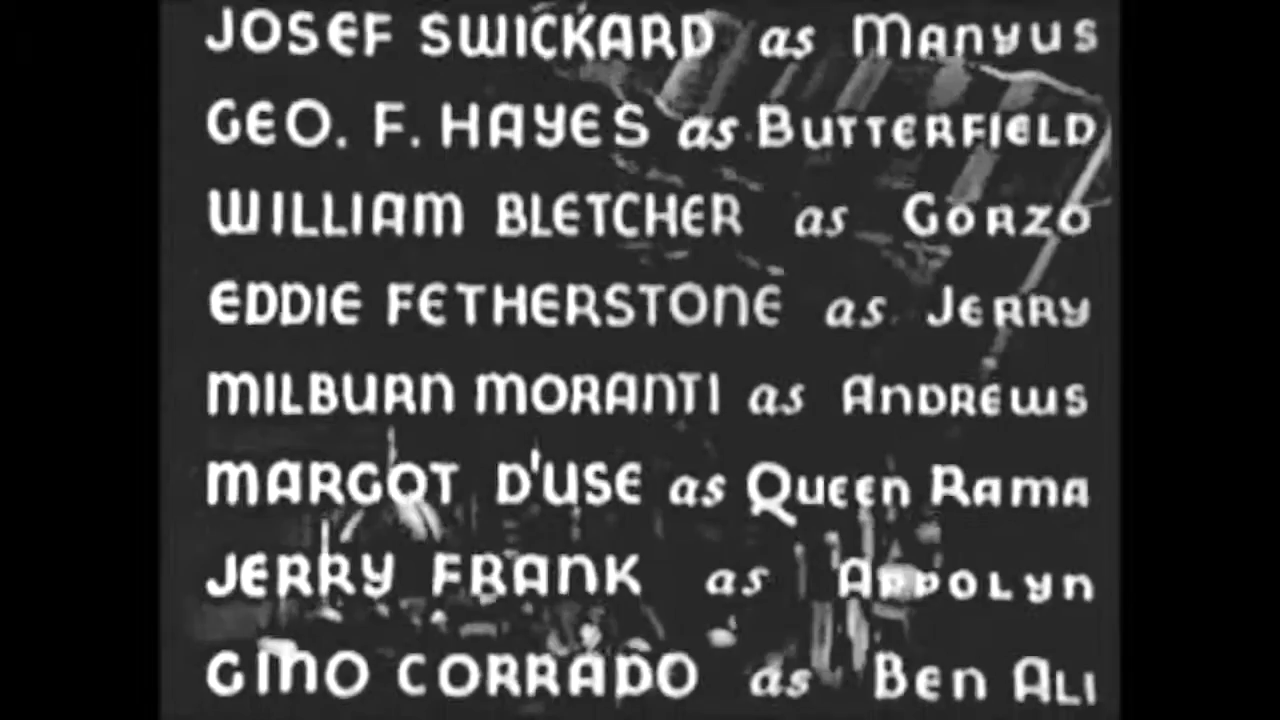 JOSEF SWICKARD as MANYUS
GEO. F. HAYES as BUTTERFIELD
WILLIAM BLETCHER as GORZO
EDDIE FETHERSTONE as JERRY
MILBURN MORANTI as ANDREWS
MARGOT D'USE as QUEEN RAMA
JERRY FRANK as APPOLYN
GINO CORRADO as BEN ALI